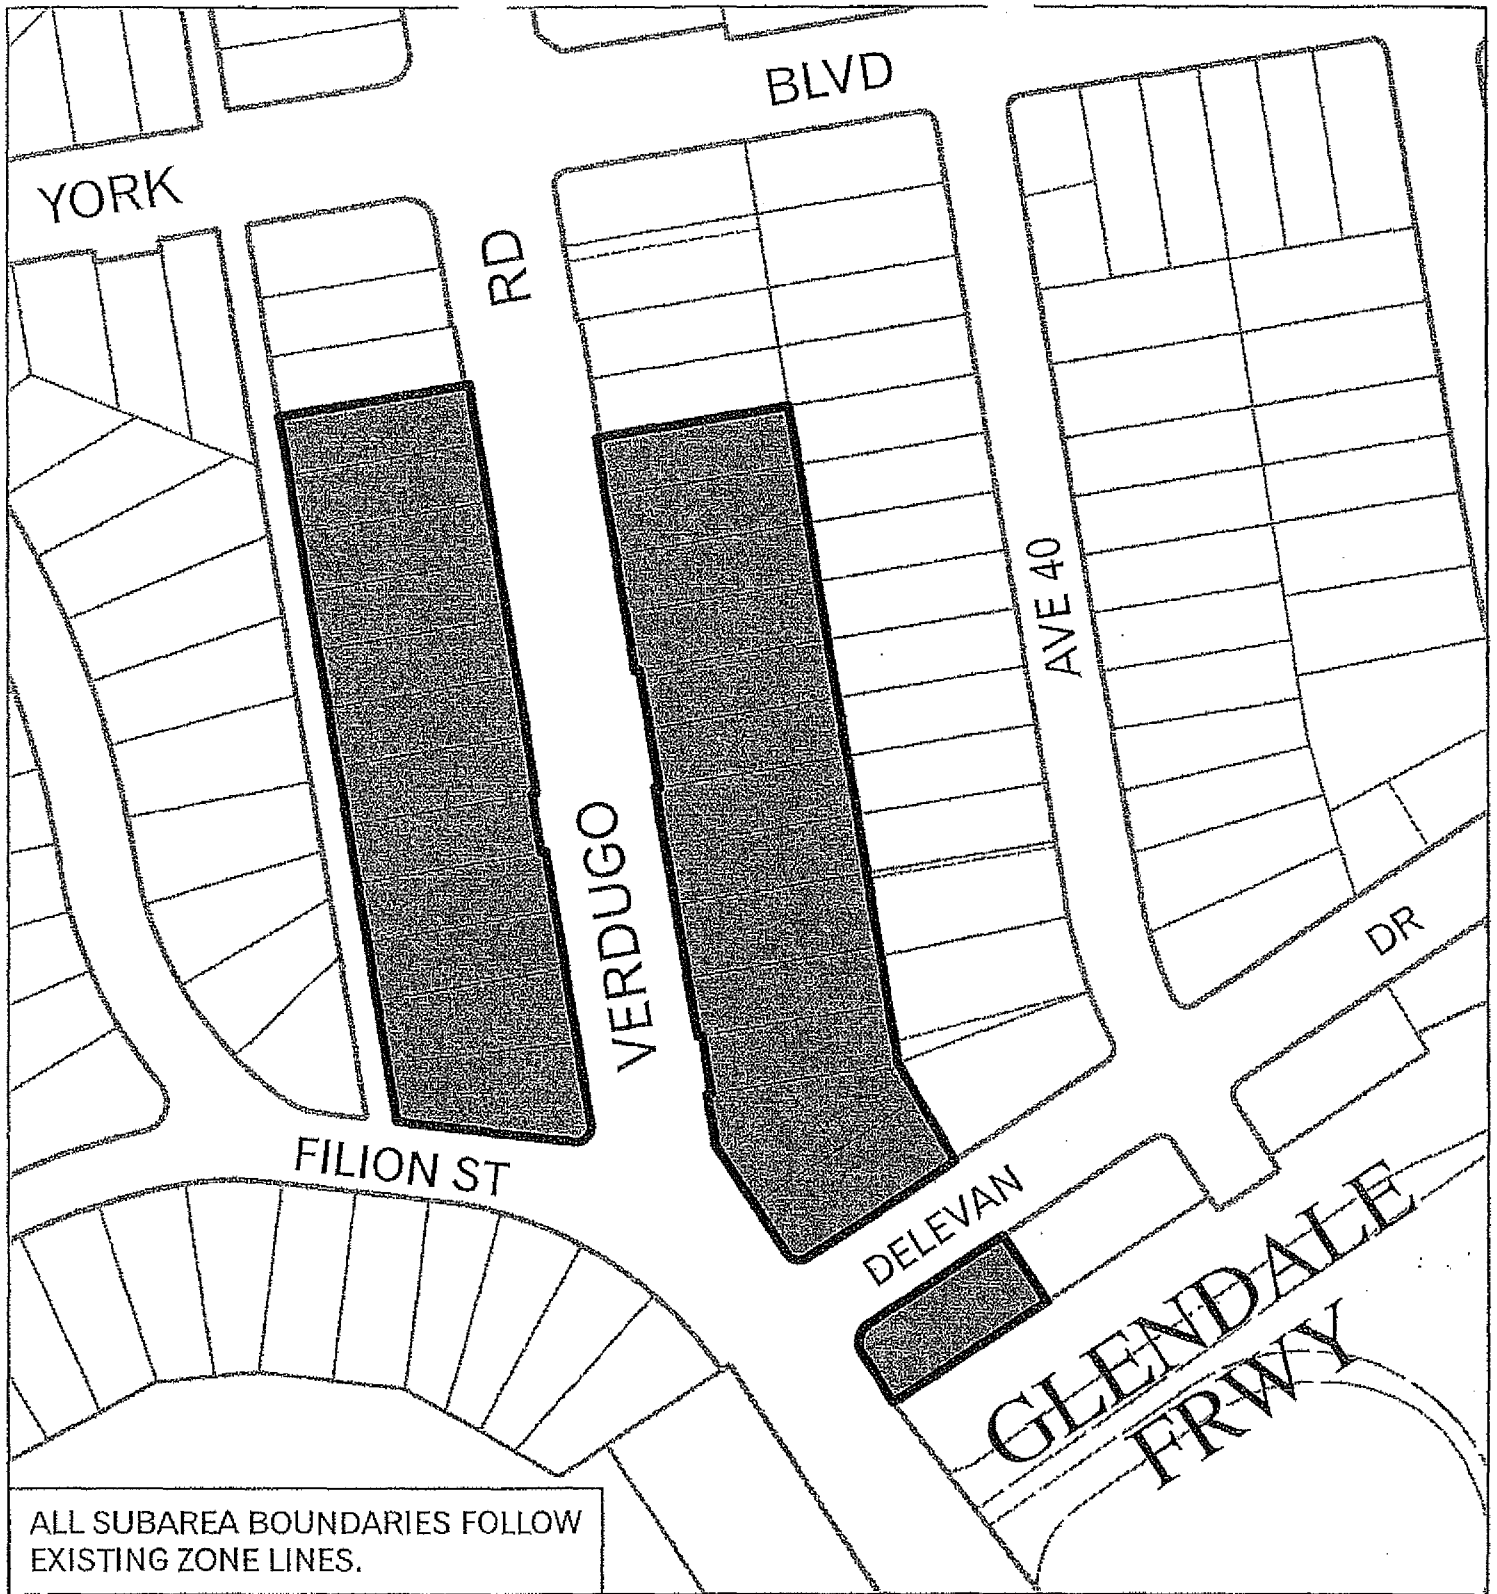 BLVD
YORK
RD
AVE 40
VERDUGO
DR
FILION ST
DELEVAN
GLENDALE
FRWY
ALL SUBAREA BOUNDARIES FOLLOW
EXISTING ZONE LINES.